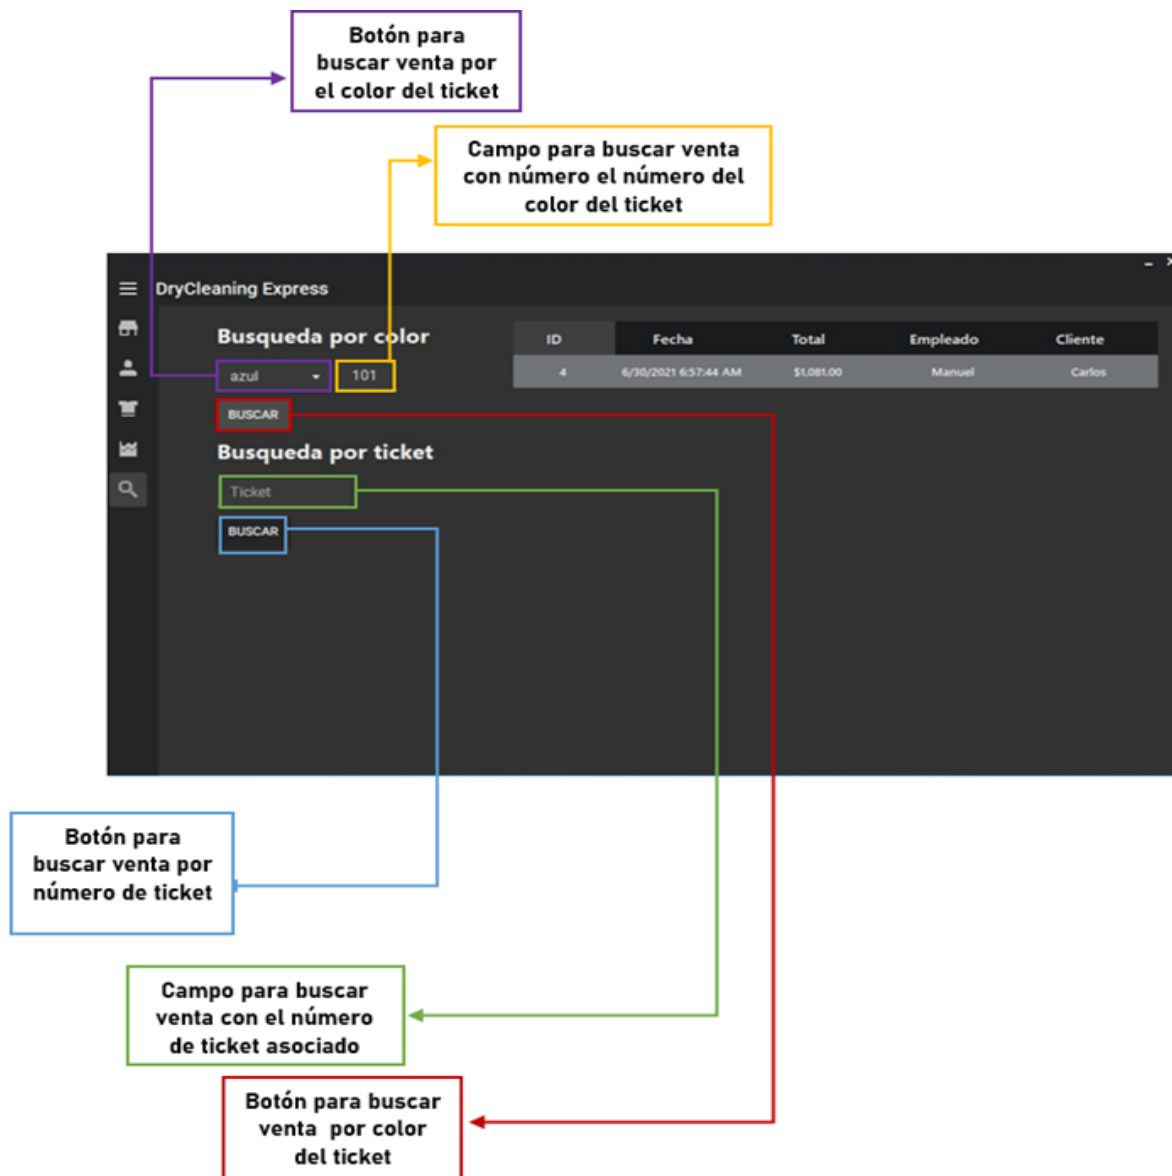 Botón para
buscar venta por
el color del ticket
Campo para buscar venta
con número el número del
color del ticket
DryCleaning Express
Busqueda por color
azul
101
BUSCAR
ID Fecha Total Empleado Cliente
4 6/30/2021 6:57:44 AM $1,081.00 Manuel Carlos
Busqueda por ticket
Ticket
BUSCAR
Botón para
buscar venta por
número de ticket
Campo para buscar
venta con el número
de ticket asociado
Botón para buscar
venta por color
del ticket